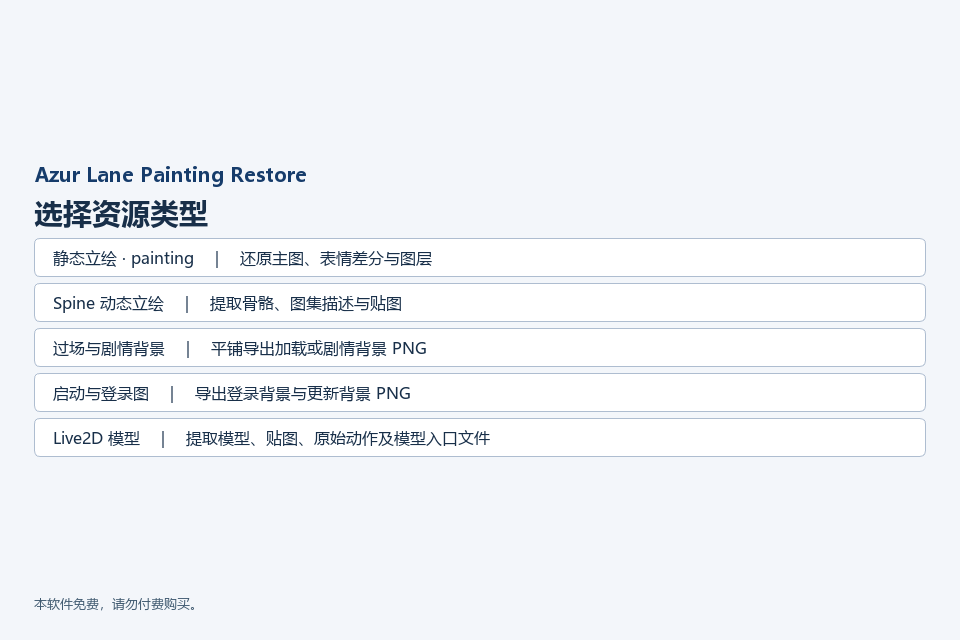 Azur Lane Painting Restore
选择资源类型
静态立绘 · painting | 还原主图、表情差分与图层
Spine 动态立绘 | 提取骨骼、图集描述与贴图
过场与剧情背景 | 平铺导出加载或剧情背景 PNG
启动与登录图 | 导出登录背景与更新背景 PNG
Live2D 模型 | 提取模型、贴图、原始动作及模型入口文件
本软件免费，请勿付费购买。